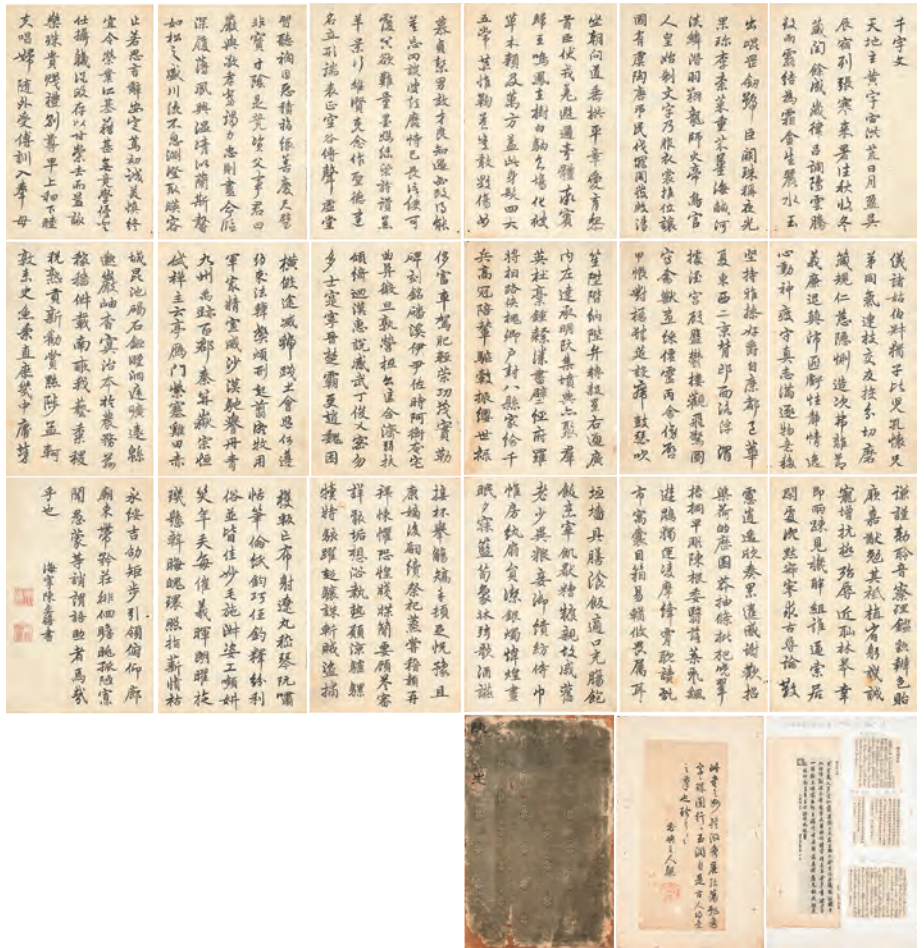 千字文
天地玄黃宇宙洪荒日月盈昃
辰宿列張寒來暑往秋收冬
藏閏餘成歲律呂調陽雲騰
致雨露結為霜金生麗水玉
出崐岡劍號巨闕珠稱夜光
菓珍李柰菜重芥薑海鹹河
淡鱗潛羽翔龍師火帝鳥官
人皇始制文字乃服衣裳推位讓
國有虞陶唐弔民伐罪周發殷湯
坐朝問道垂拱平章愛育黎
首臣伏戎羌遐邇壹體率賓
歸王鳴鳳在樹白駒食場化被
草木賴及萬方蓋此身髮四大
五常恭惟鞠養豈敢毀傷女
慕貞潔男效才良知過必改得能
莫忘罔談彼短靡恃己長信使可
覆器欲難量墨悲絲染詩讚羔
羊景行維賢克念作聖德建
名立形端表正空谷傳聲虛堂
習聽禍因惡積福緣善慶尺璧
非寶寸陰是競資父事君曰
嚴與敬孝當竭力忠則盡命臨
深履薄夙興溫凊似蘭斯馨
如松之盛川流不息淵澄取映容
止若思言辭安定篤初誠美慎終
宜令榮業所基藉甚無竟學優登
仕攝職從政存以甘棠去而益詠
樂殊貴賤禮別尊卑上和下睦
夫唱婦隨外受傅訓入奉母
儀諸姑伯叔猶子比兒孔懷兄
弟同氣連枝交友投分切磨
箴規仁慈隱惻造次弗離節
義廉退顛沛匪虧性靜情逸
心動神疲守真志滿逐物意移
堅持雅操好爵自縻都邑華
夏東西二京背邙面洛浮渭
據涇宮殿盤鬱樓觀飛驚圖
寫禽獸畫綵僊靈丙舍傍啟
甲帳對楹肆筵設席鼓瑟吹
笙陞階納陛弁轉疑星右通廣
內左達承明既集墳典亦聚群
英杜稾鍾隸漆書壁經府羅
將相路俠槐卿戶封八縣家給千
兵高冠陪輦驅轂振纓世祿
侈富車駕肥輕策功茂實勒
碑刻銘磻溪伊尹佐時阿衡奄宅
曲阜微旦孰營桓公匡合濟弱扶
傾綺迴漢惠說感武丁俊乂密勿
多士寔寧晉楚霸更趙魏困
橫假途滅虢踐土會盟何遵
約法韓弊煩刑起翦頗牧用
軍最精宣威沙漠馳譽丹青
九州禹跡百郡秦并嶽宗恒
岱禪主云亭雁門紫塞雞田赤
城昆池碣石鉅野洞庭曠遠緜
邈巖岫杳冥治本於農務茲
稼穡俶載南畝我藝黍稷
稅熟貢新勸賞黜陟孟軻
敦素史魚秉直庶幾中庸勞
謙謹勑聆音察理鑑貌辨色貽
厥嘉猷勉其祗植省躬譏誡
寵增抗極殆辱近恥林皋幸
即兩疏見機解組誰逼索居
閒處沉默寂寥求古尋論散
慮逍遙欣奏累遣慼謝歡招
渠荷的歷園莽抽條枇杷晚翠
梧桐早凋陳根委翳落葉飄颻
遊鵾獨運凌摩絳霄耽讀翫
市寓目囊箱易輶攸畏屬耳
垣牆具膳飡飯適口充腸飽
飫烹宰飢厭糟糠親戚故舊
老少異糧妾御績紡侍巾
帷房紈扇圓潔銀燭煒煌晝
眠夕寐藍筍象牀絃歌酒讌
接杯舉觴矯手頓足悅豫且
康嫡後嗣續祭祀蒸嘗稽顙再
拜悚懼恐惶牋牒簡要顧答審
詳骸垢想浴執熱願涼驢騾
犢特駭躍超驤誅斬賊盜捕
獲叛亡布射遼丸嵇琴阮嘯
恬筆倫紙鈞巧任釣釋紛利
俗並皆佳妙毛施淑姿工顰妍
笑年矢每催羲暉朗曜旋
璣懸斡晦魄環照指薪脩祜
永綏吉劭矩步引領俯仰廊
廟束帶矜莊徘徊瞻眺孤陋寡
聞愚蒙等誚謂語助者焉哉
乎也
海寧陳奕禧書